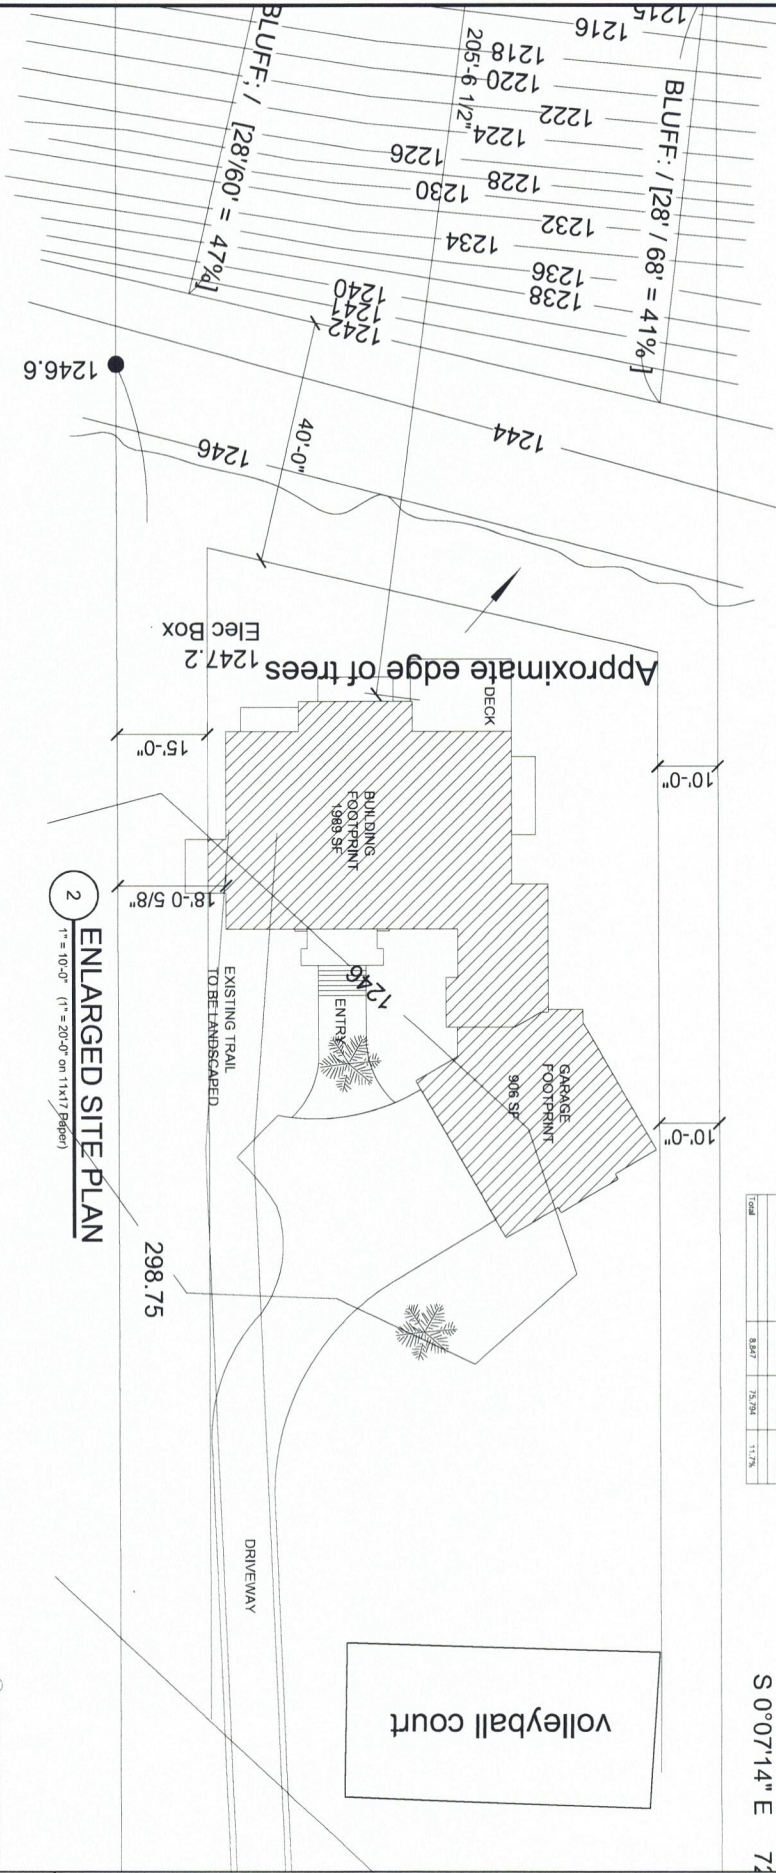 1215
1216
1218
1220
1222
1224
1226
1228
1230
1232
1234
1236
1238
1240
1241
1242
205'-6 1/2"
BLUFF: / [28'/60' = 47%]
BLUFF: / [28' / 68' = 41% ]
1246.6
1244
1246
40'-0"
1247.2
Elec Box
Approximate edge of trees
DECK
15'-0"
10'-0"
BUILDING
FOOTPRINT
1989 SF
18'-0 5/8"
1246
ENTRY
EXISTING TRAIL
TO BE LANDSCAPED
GARAGE
FOOTPRINT
906 SF
10'-0"
2
ENLARGED SITE PLAN
1" = 10'-0" (1" = 20'-0" on 11x17 Paper)
298.75
Total 8,847 75,794 11.7%
DRIVEWAY
volleyball court
S 0°07'14" E 72